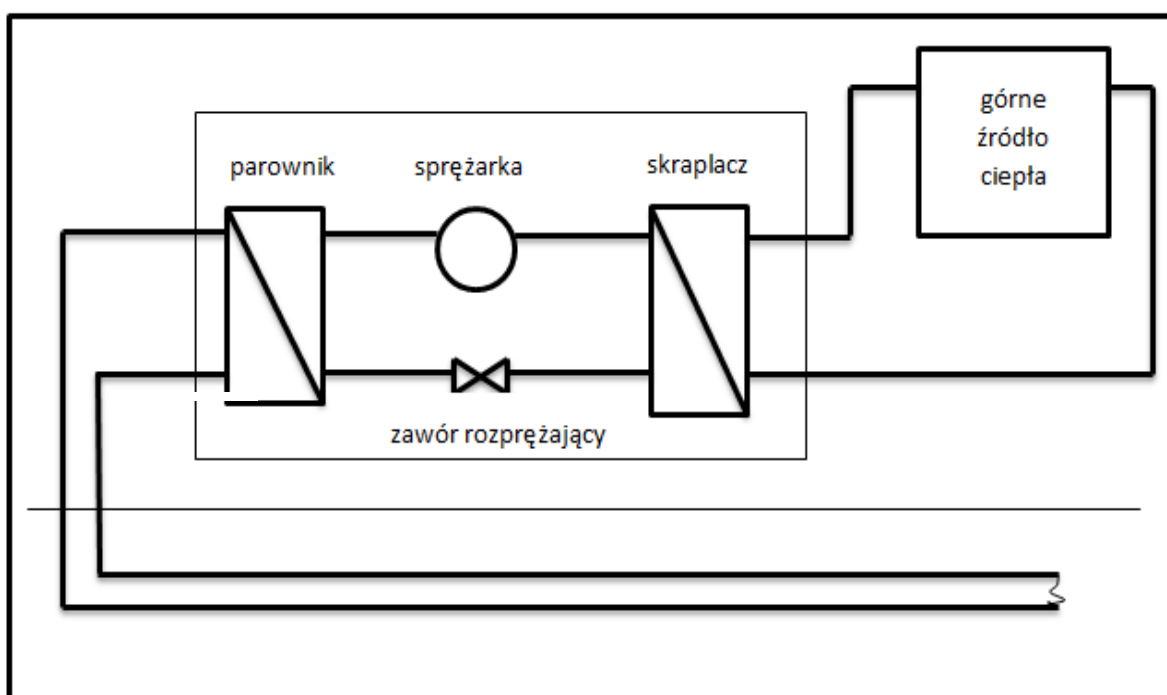 górne
źródło
ciepła
parownik
sprężarka
skraplacz
zawór rozprężający